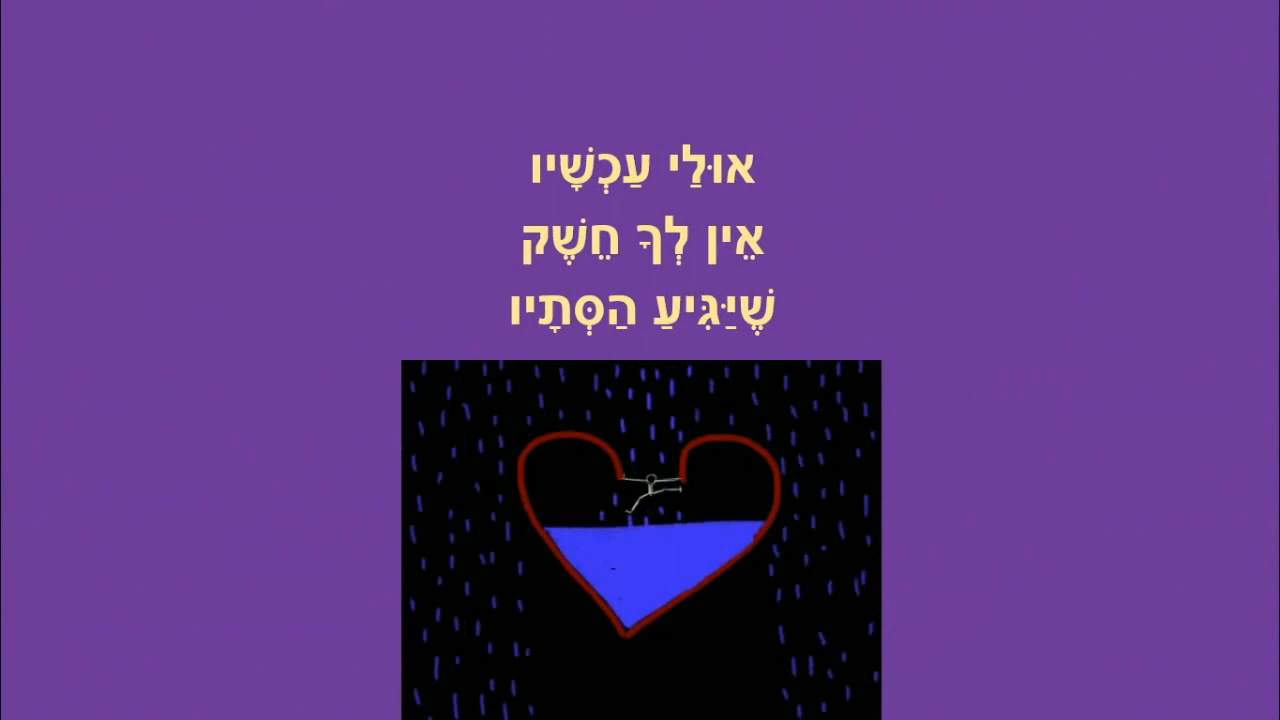 אוּלַי עַכְשָׁיו
אֵין לְךָ חֵשֶׁק
שֶׁיַּגִּיעַ הַסְּתָיו